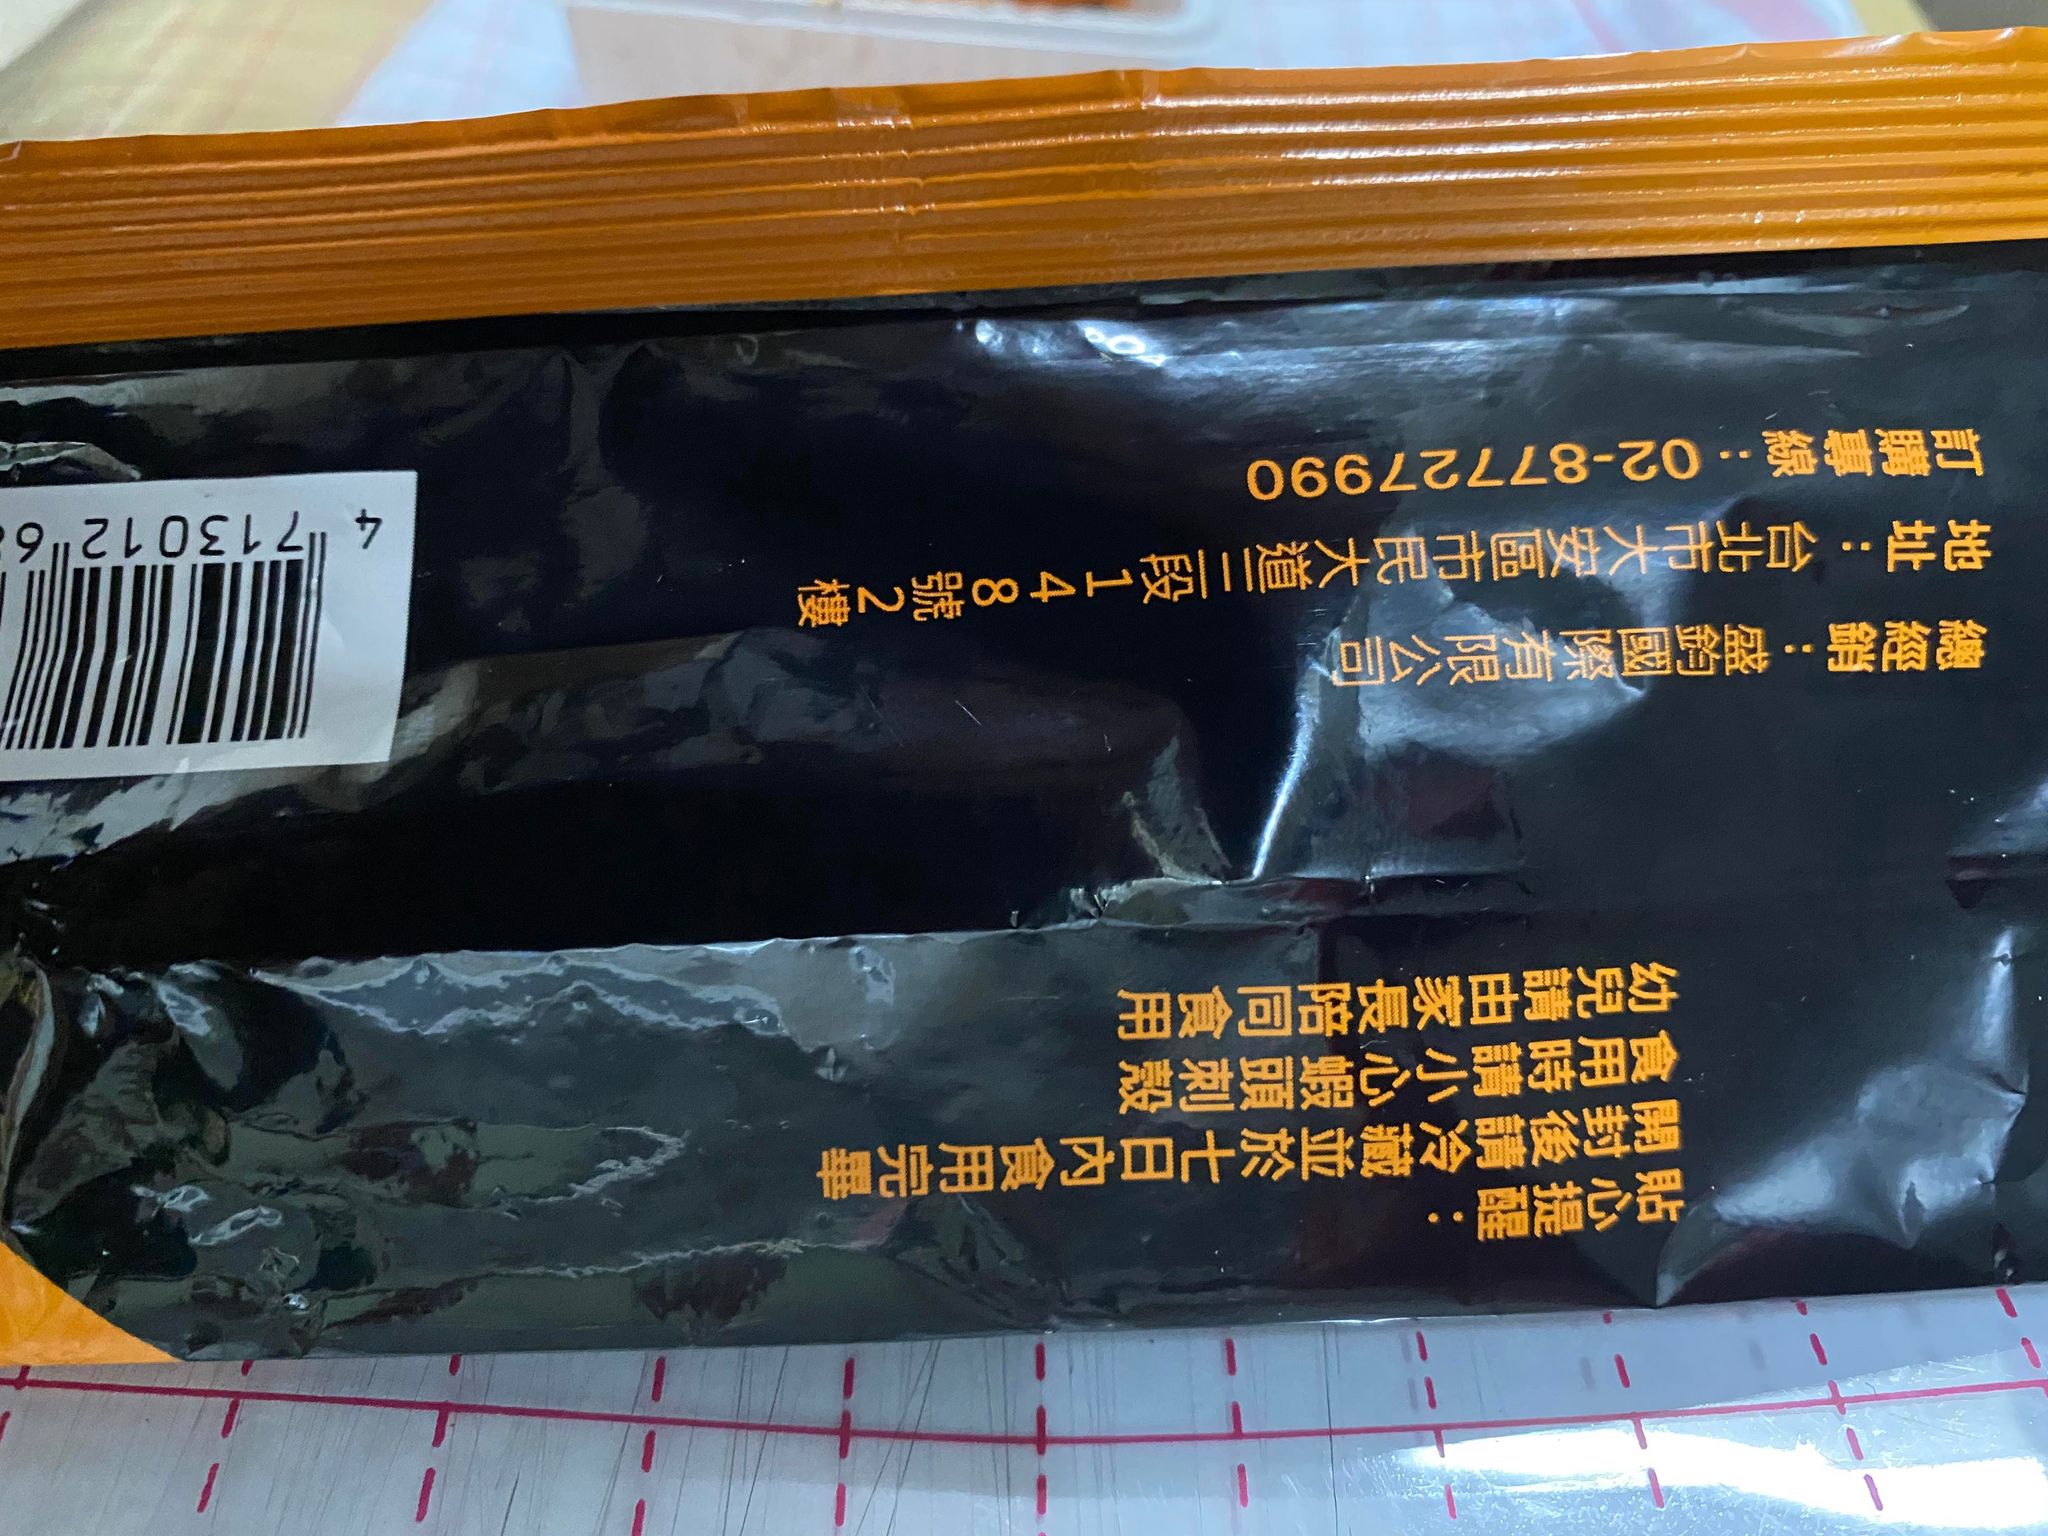 貼心提醒：
開封後請冷藏並於七日內食用完畢
食用時請小心蝦頭刺殼
幼兒請由家長陪同食用
總經銷：盛鈞國際有限公司
地址：台北市大安區市民大道三段148號2樓
訂購專線：02-87727990
4 713012 6